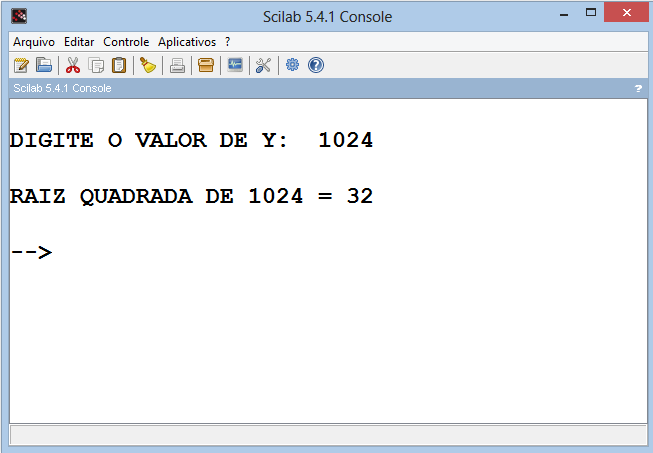 Scilab 5.4.1 Console
Arquivo Editar Controle Aplicativos ?
Scilab 5.4.1 Console ?
DIGITE O VALOR DE Y:  1024
RAIZ QUADRADA DE 1024 = 32
-->